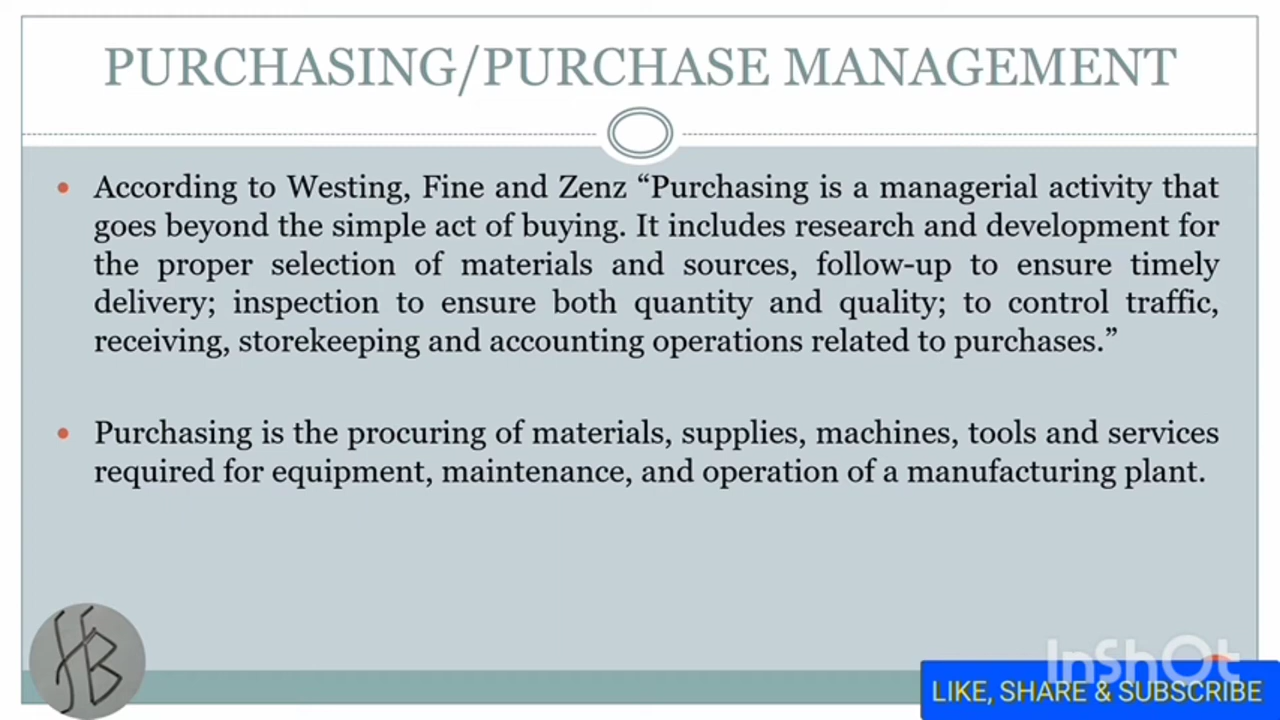 PURCHASING/PURCHASE MANAGEMENT
• According to Westing, Fine and Zenz “Purchasing is a managerial activity that
goes beyond the simple act of buying. It includes research and development for
the proper selection of materials and sources, follow-up to ensure timely
delivery; inspection to ensure both quantity and quality; to control traffic,
receiving, storekeeping and accounting operations related to purchases.”
• Purchasing is the procuring of materials, supplies, machines, tools and services
required for equipment, maintenance, and operation of a manufacturing plant.
InShOt
LIKE, SHARE & SUBSCRIBE